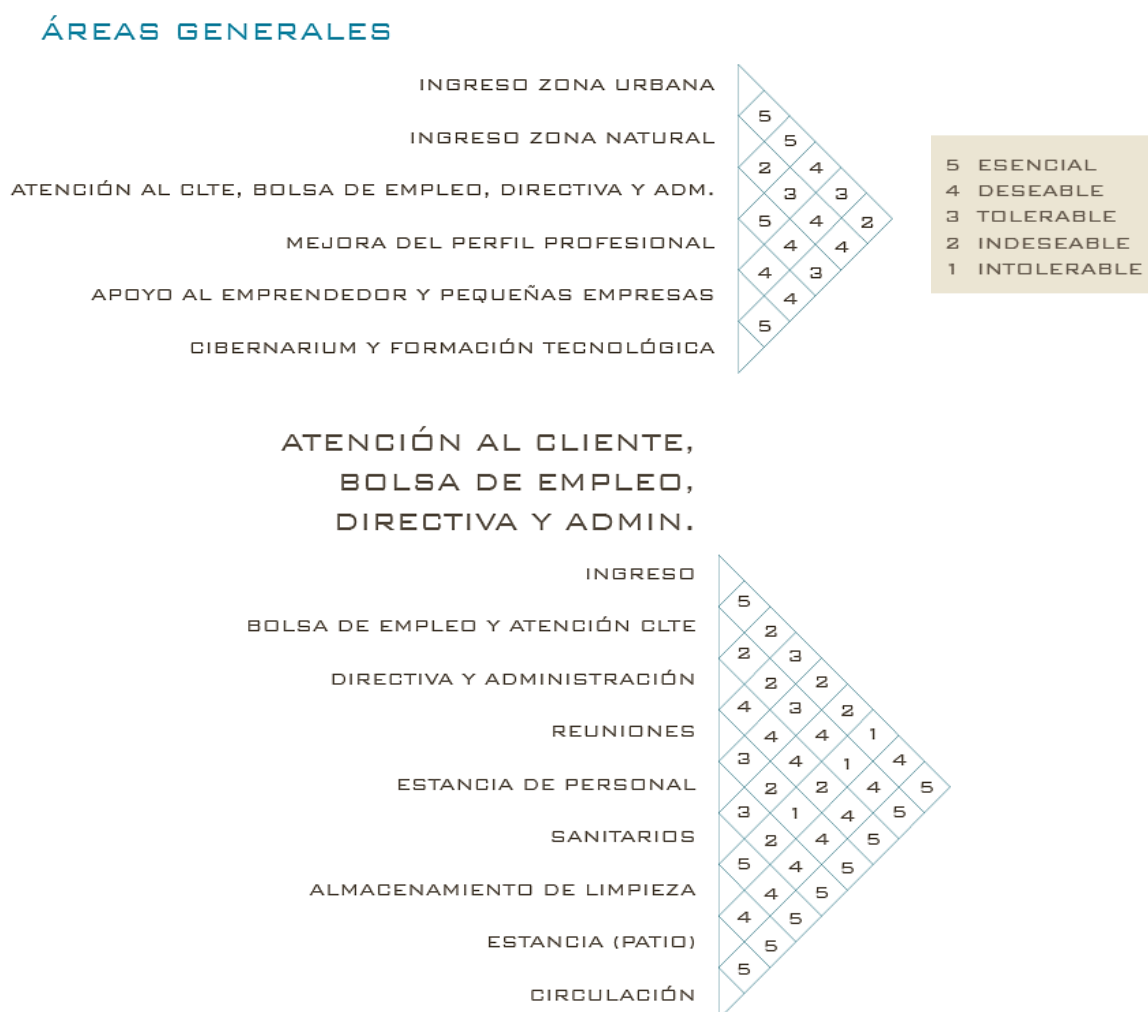 ÁREAS GENERALES
INGRESO ZONA URBANA
5
5
INGRESO ZONA NATURAL
2 4
5 ESENCIAL
ATENCIÓN AL CLTE, BOLSA DE EMPLEO, DIRECTIVA Y ADM.
3 3
4 DESEABLE
5 4 2
3 TOLERABLE
MEJORA DEL PERFIL PROFESIONAL
4 4
2 INDESEABLE
4 3
1 INTOLERABLE
APOYO AL EMPRENDEDOR Y PEQUEÑAS EMPRESAS
4
5
CIBERNARIUM Y FORMACIÓN TECNOLÓGICA
ATENCIÓN AL CLIENTE,
BOLSA DE EMPLEO,
DIRECTIVA Y ADMIN.
INGRESO
5
BOLSA DE EMPLEO Y ATENCIÓN CLTE
2
2 3
DIRECTIVA Y ADMINISTRACIÓN
2 2
4 3 2
REUNIONES
4 4 1
3 4 1 4
ESTANCIA DE PERSONAL
2 2 4 5
3 1 4 5
SANITARIOS
2 4 5
5 4 5
ALMACENAMIENTO DE LIMPIEZA
4 5
4 5
ESTANCIA (PATIO)
5
5
CIRCULACIÓN